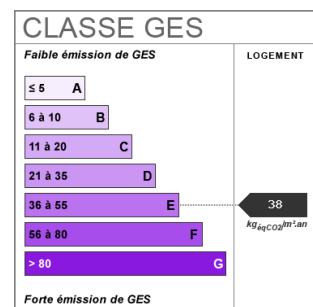 CLASSE GES
Faible émission de GES
LOGEMENT
≤ 5 A
6 à 10 B
11 à 20 C
21 à 35 D
36 à 55 E
38
kgéqCO2/m².an
56 à 80 F
> 80 G
Forte émission de GES